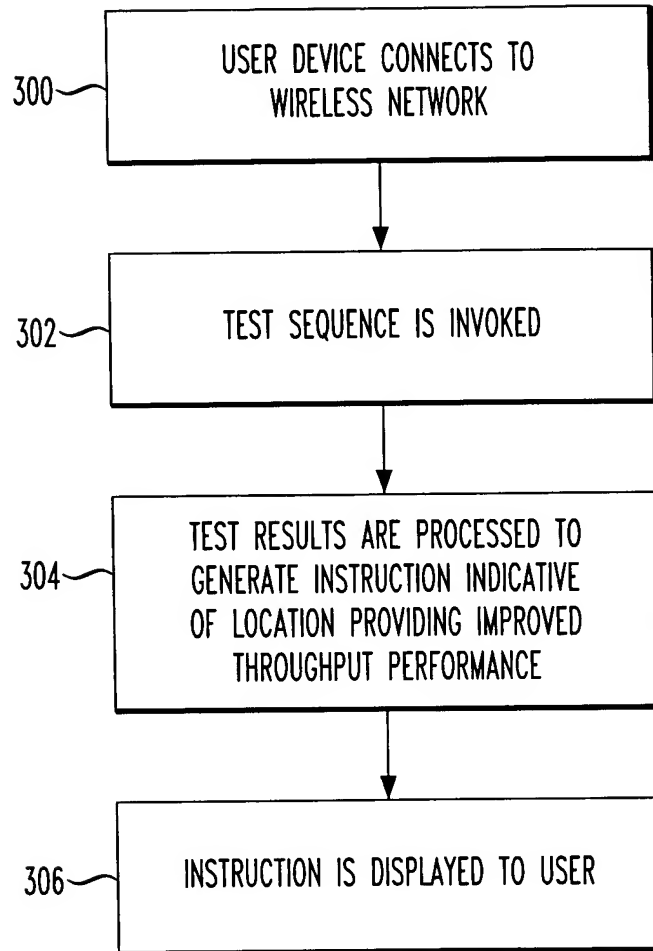 USER DEVICE CONNECTS TO
WIRELESS NETWORK
300
TEST SEQUENCE IS INVOKED
302
TEST RESULTS ARE PROCESSED TO
GENERATE INSTRUCTION INDICATIVE
OF LOCATION PROVIDING IMPROVED
THROUGHPUT PERFORMANCE
304
INSTRUCTION IS DISPLAYED TO USER
306